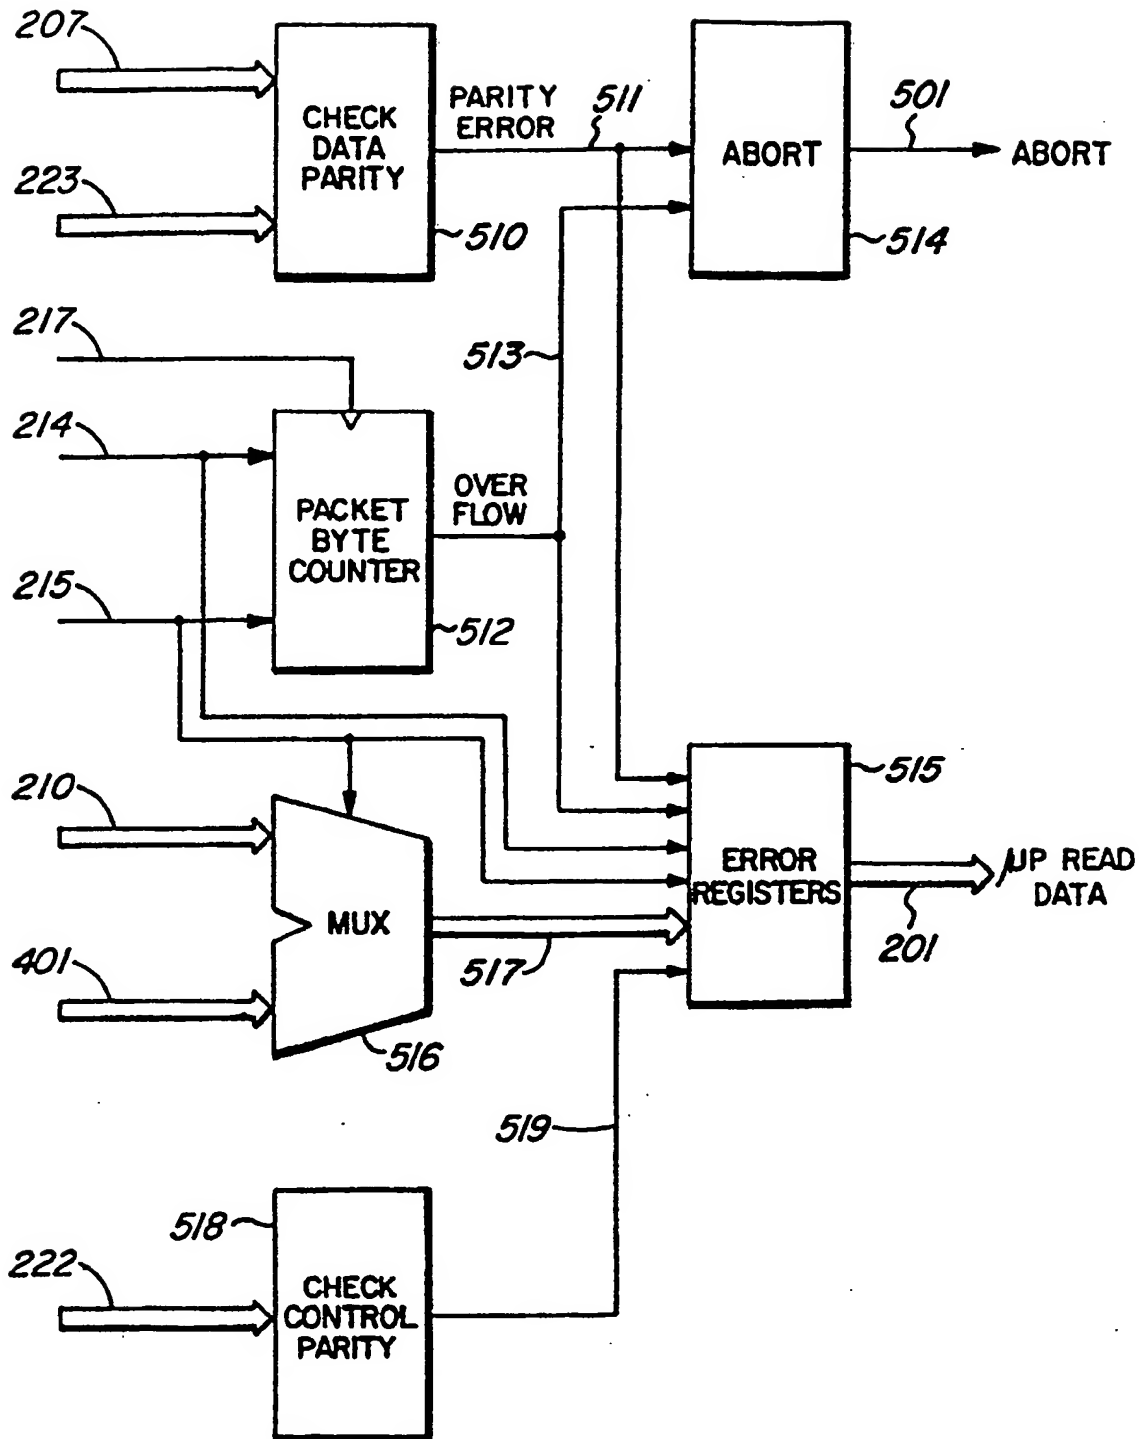 207
CHECK
DATA
PARITY
PARITY
ERROR
511
501
ABORT
ABORT
223
510
514
217
513
214
OVER
FLOW
PACKET
BYTE
COUNTER
215
512
515
210
ERROR
REGISTERS
μP READ
DATA
MUX
401
517
201
516
519
518
222
CHECK
CONTROL
PARITY